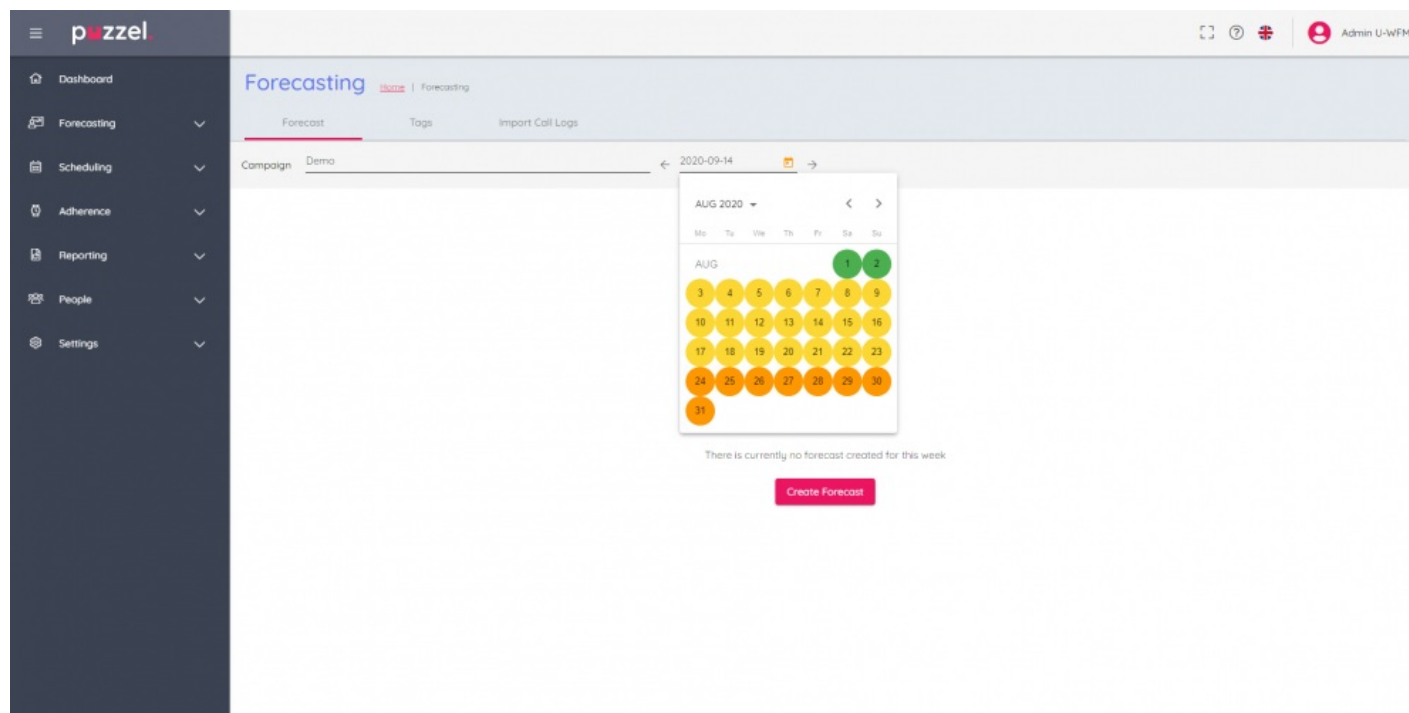 puzzel.
Admin U-WFM
Dashboard
Forecasting
Scheduling
Adherence
Reporting
People
Settings
Forecasting Home | Forecasting
Forecast Tags Import Call Logs
Campaign Demo 2020-09-14
AUG 2020
Mo Tu We Th Fr Sa Su
AUG 1 2
3 4 5 6 7 8 9
10 11 12 13 14 15 16
17 18 19 20 21 22 23
24 25 26 27 28 29 30
31
There is currently no forecast created for this week
Create Forecast